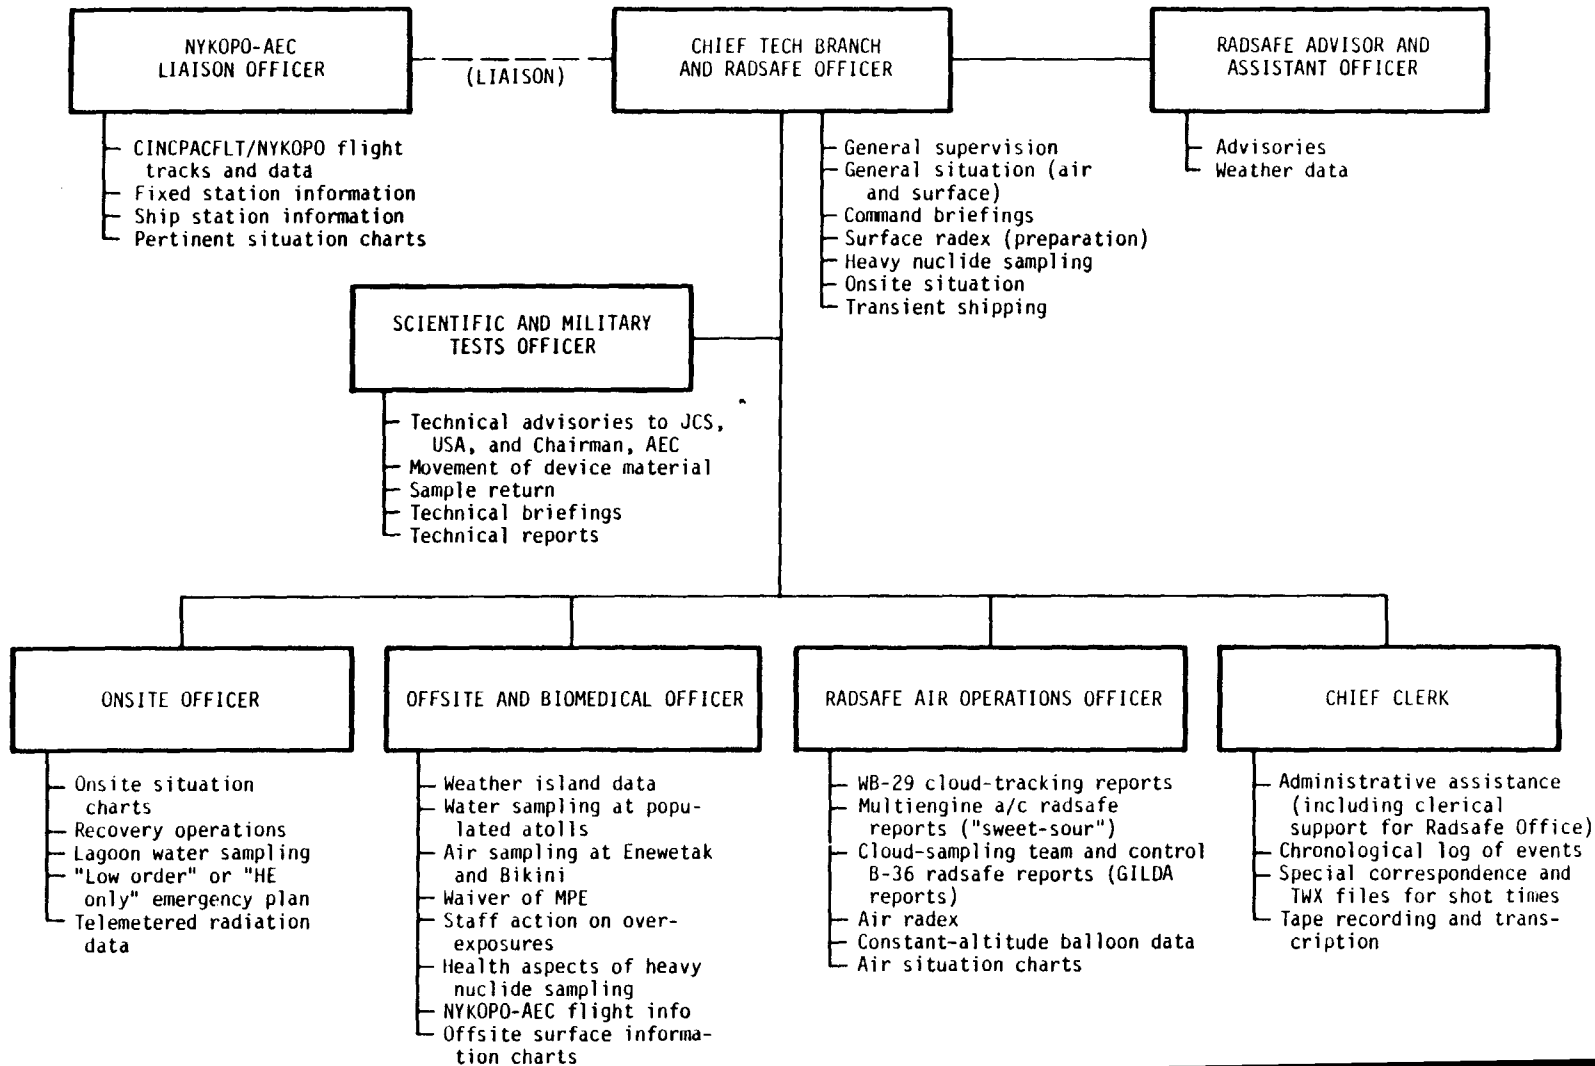 NYKOPO-AEC
LIAISON OFFICER
(LIAISON)
CHIEF TECH BRANCH
AND RADSAFE OFFICER
RADSAFE ADVISOR AND
ASSISTANT OFFICER
CINCPACFLT/NYKOPO flight
tracks and data
Fixed station information
Ship station information
Pertinent situation charts
General supervision
General situation (air
and surface)
Command briefings
Surface radex (preparation)
Heavy nuclide sampling
Onsite situation
Transient shipping
Advisories
Weather data
SCIENTIFIC AND MILITARY
TESTS OFFICER
Technical advisories to JCS,
USA, and Chairman, AEC
Movement of device material
Sample return
Technical briefings
Technical reports
ONSITE OFFICER
Onsite situation
charts
Recovery operations
Lagoon water sampling
"Low order" or "HE
only" emergency plan
Telemetered radiation
data
OFFSITE AND BIOMEDICAL OFFICER
Weather island data
Water sampling at popu-
lated atolls
Air sampling at Enewetak
and Bikini
Waiver of MPE
Staff action on over-
exposures
Health aspects of heavy
nuclide sampling
NYKOPO-AEC flight info
Offsite surface informa-
tion charts
RADSAFE AIR OPERATIONS OFFICER
WB-29 cloud-tracking reports
Multiengine a/c radsafe
reports ("sweet-sour")
Cloud-sampling team and control
B-36 radsafe reports (GILDA
reports)
Air radex
Constant-altitude balloon data
Air situation charts
CHIEF CLERK
Administrative assistance
(including clerical
support for Radsafe Office)
Chronological log of events
Special correspondence and
TWX files for shot times
Tape recording and trans-
cription